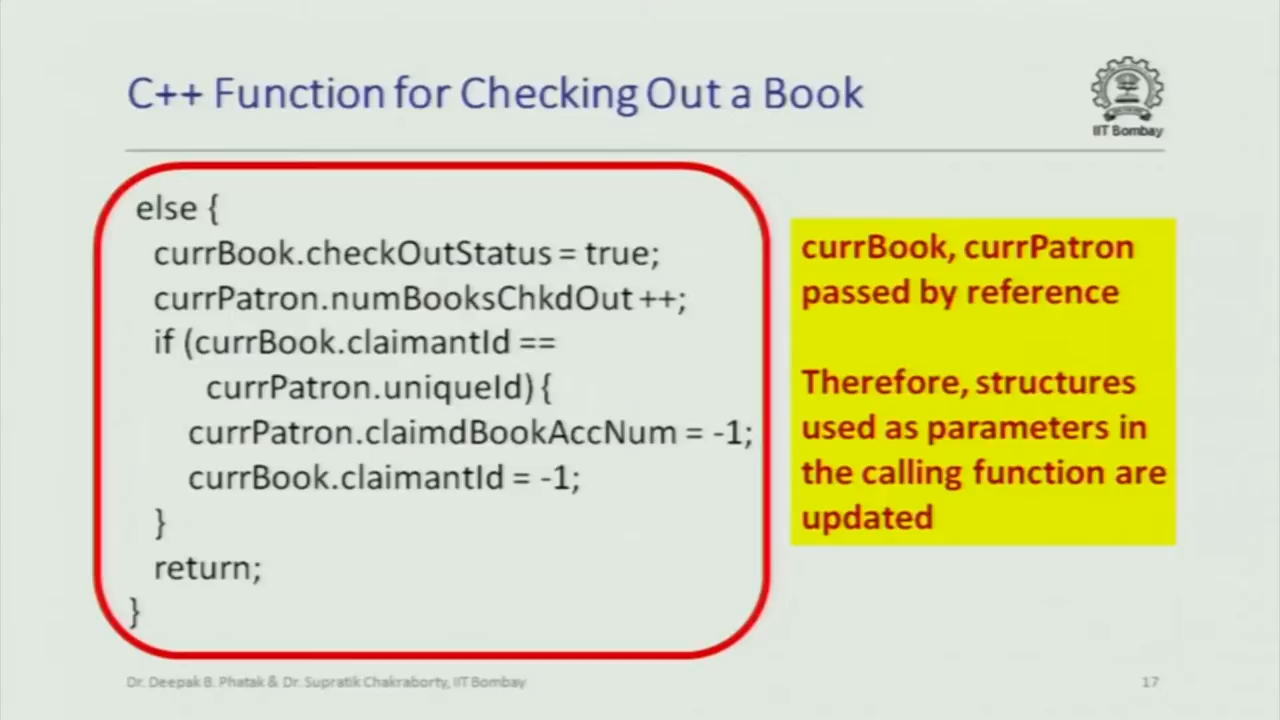 C++ Function for Checking Out a Book
IIT Bombay
else {
currBook.checkOutStatus = true;
currPatron.numBooksChkdOut ++;
if (currBook.claimantId ==
currPatron.uniqueId) {
currPatron.claimdBookAccNum = -1;
currBook.claimantId = -1;
}
return;
}
currBook, currPatron
passed by reference
Therefore, structures
used as parameters in
the calling function are
updated
Dr. Deepak B. Phatak & Dr. Supratik Chakraborty, IIT Bombay
17